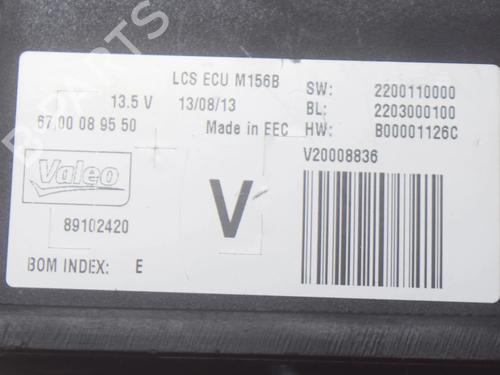 LCS ECU M156B SW: 2200110000
13.5 V 13/08/13 BL: 2203000100
67 00 08 95 50 Made in EEC HW: B00001126C
V20008836
Valeo
V
89102420
BOM INDEX: E
B-PARTS